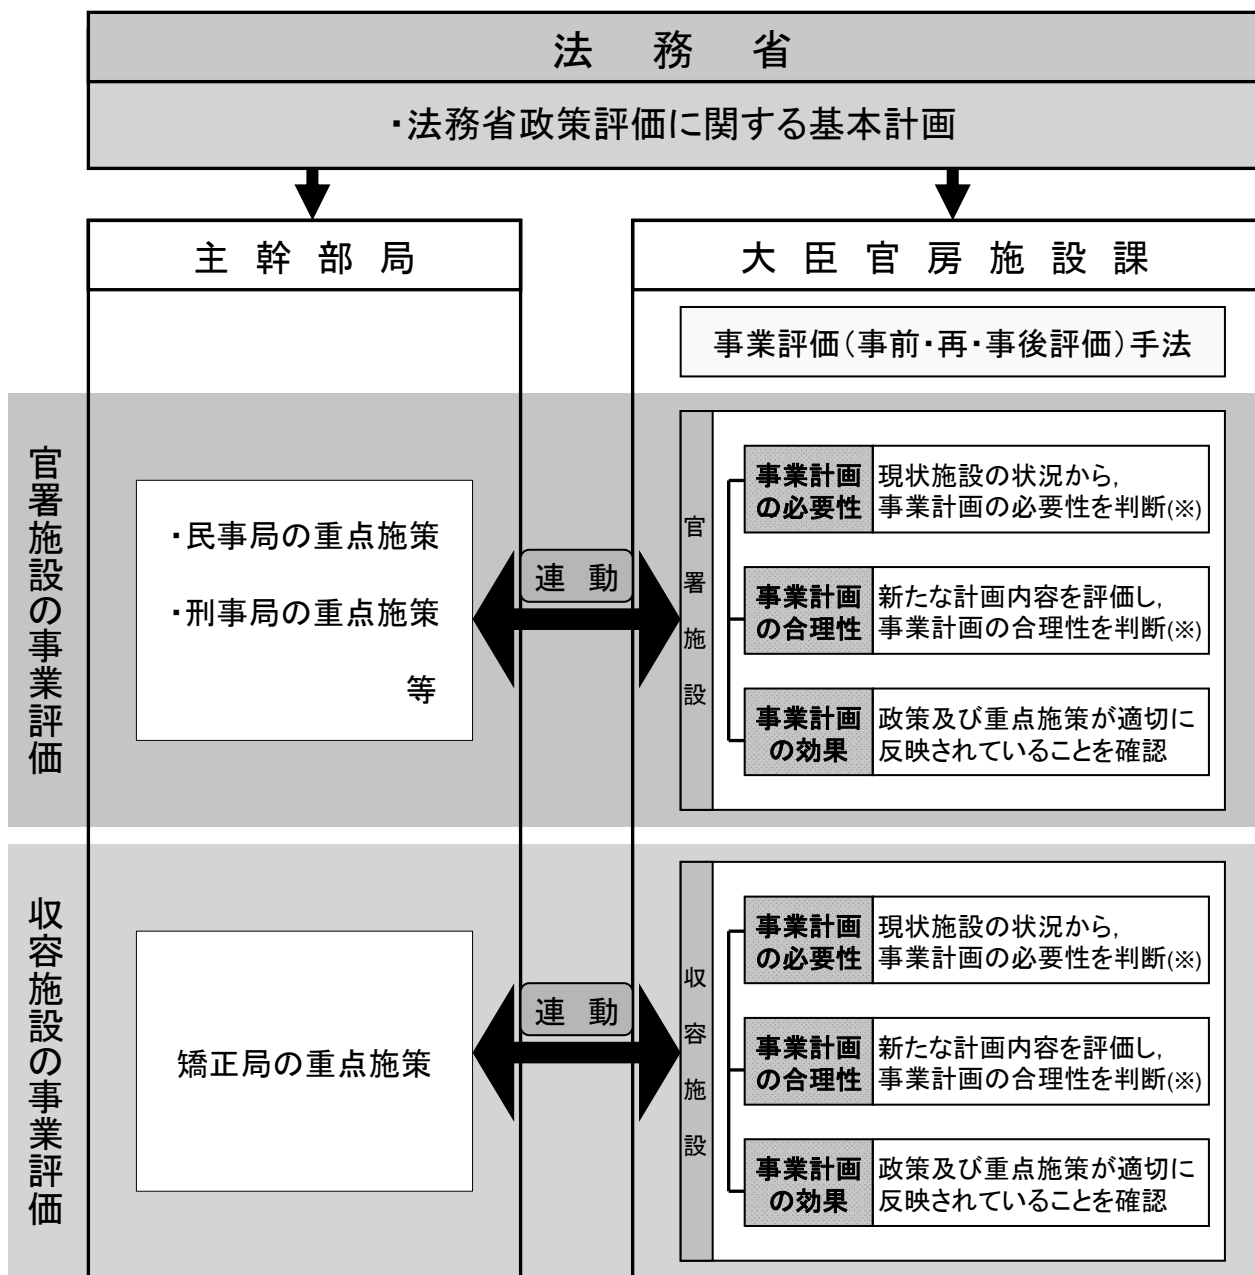 法務省
・法務省政策評価に関する基本計画
主幹部局
大臣官房施設課
事業評価(事前・再・事後評価)手法
官署施設の事業評価
・民事局の重点施策
・刑事局の重点施策
等
連動
官署施設
事業計画
の必要性
現状施設の状況から,
事業計画の必要性を判断(※)
事業計画
の合理性
新たな計画内容を評価し,
事業計画の合理性を判断(※)
事業計画
の効果
政策及び重点施策が適切に
反映されていることを確認
収容施設の事業評価
矯正局の重点施策
連動
収容施設
事業計画
の必要性
現状施設の状況から,
事業計画の必要性を判断(※)
事業計画
の合理性
新たな計画内容を評価し,
事業計画の合理性を判断(※)
事業計画
の効果
政策及び重点施策が適切に
反映されていることを確認